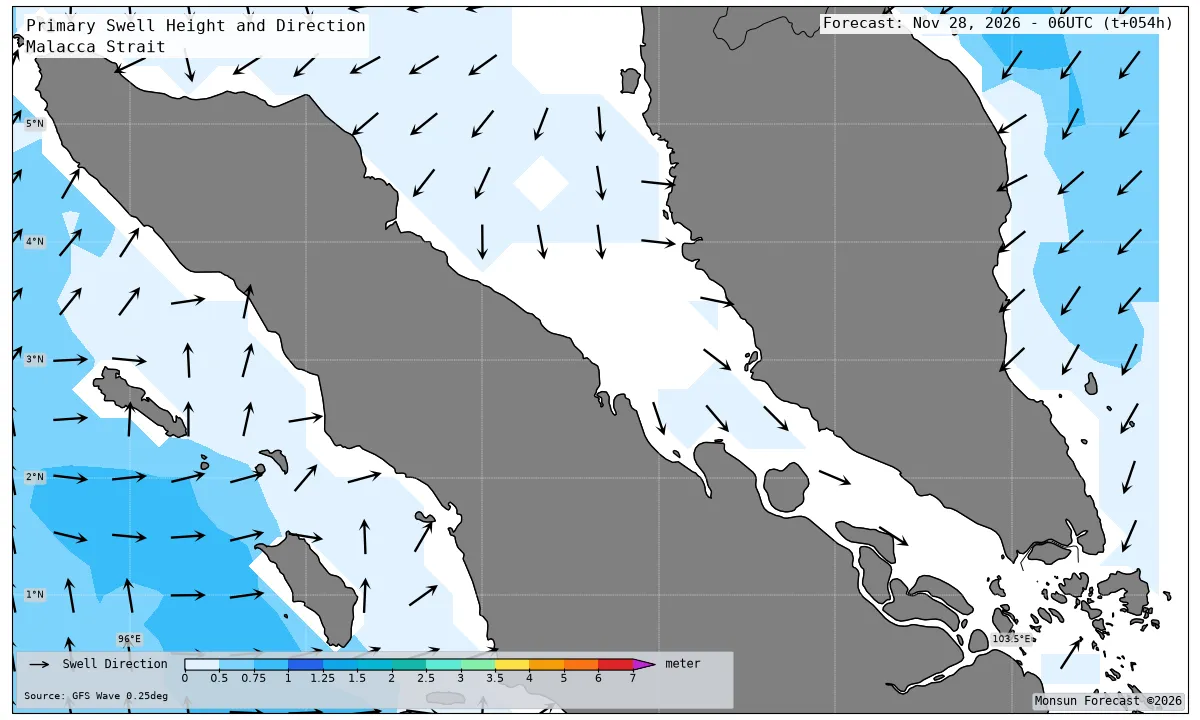 Primary Swell Height and Direction
Malacca Strait
Forecast: Nov 28, 2026 - 06UTC (t+054h)
5°N
4°N
3°N
2°N
1°N
96°E
103.5°E
Swell Direction
meter
0 0.5 0.75 1 1.25 1.5 2 2.5 3 3.5 4 5 6 7
Source: GFS Wave 0.25deg
Monsun Forecast ©2026